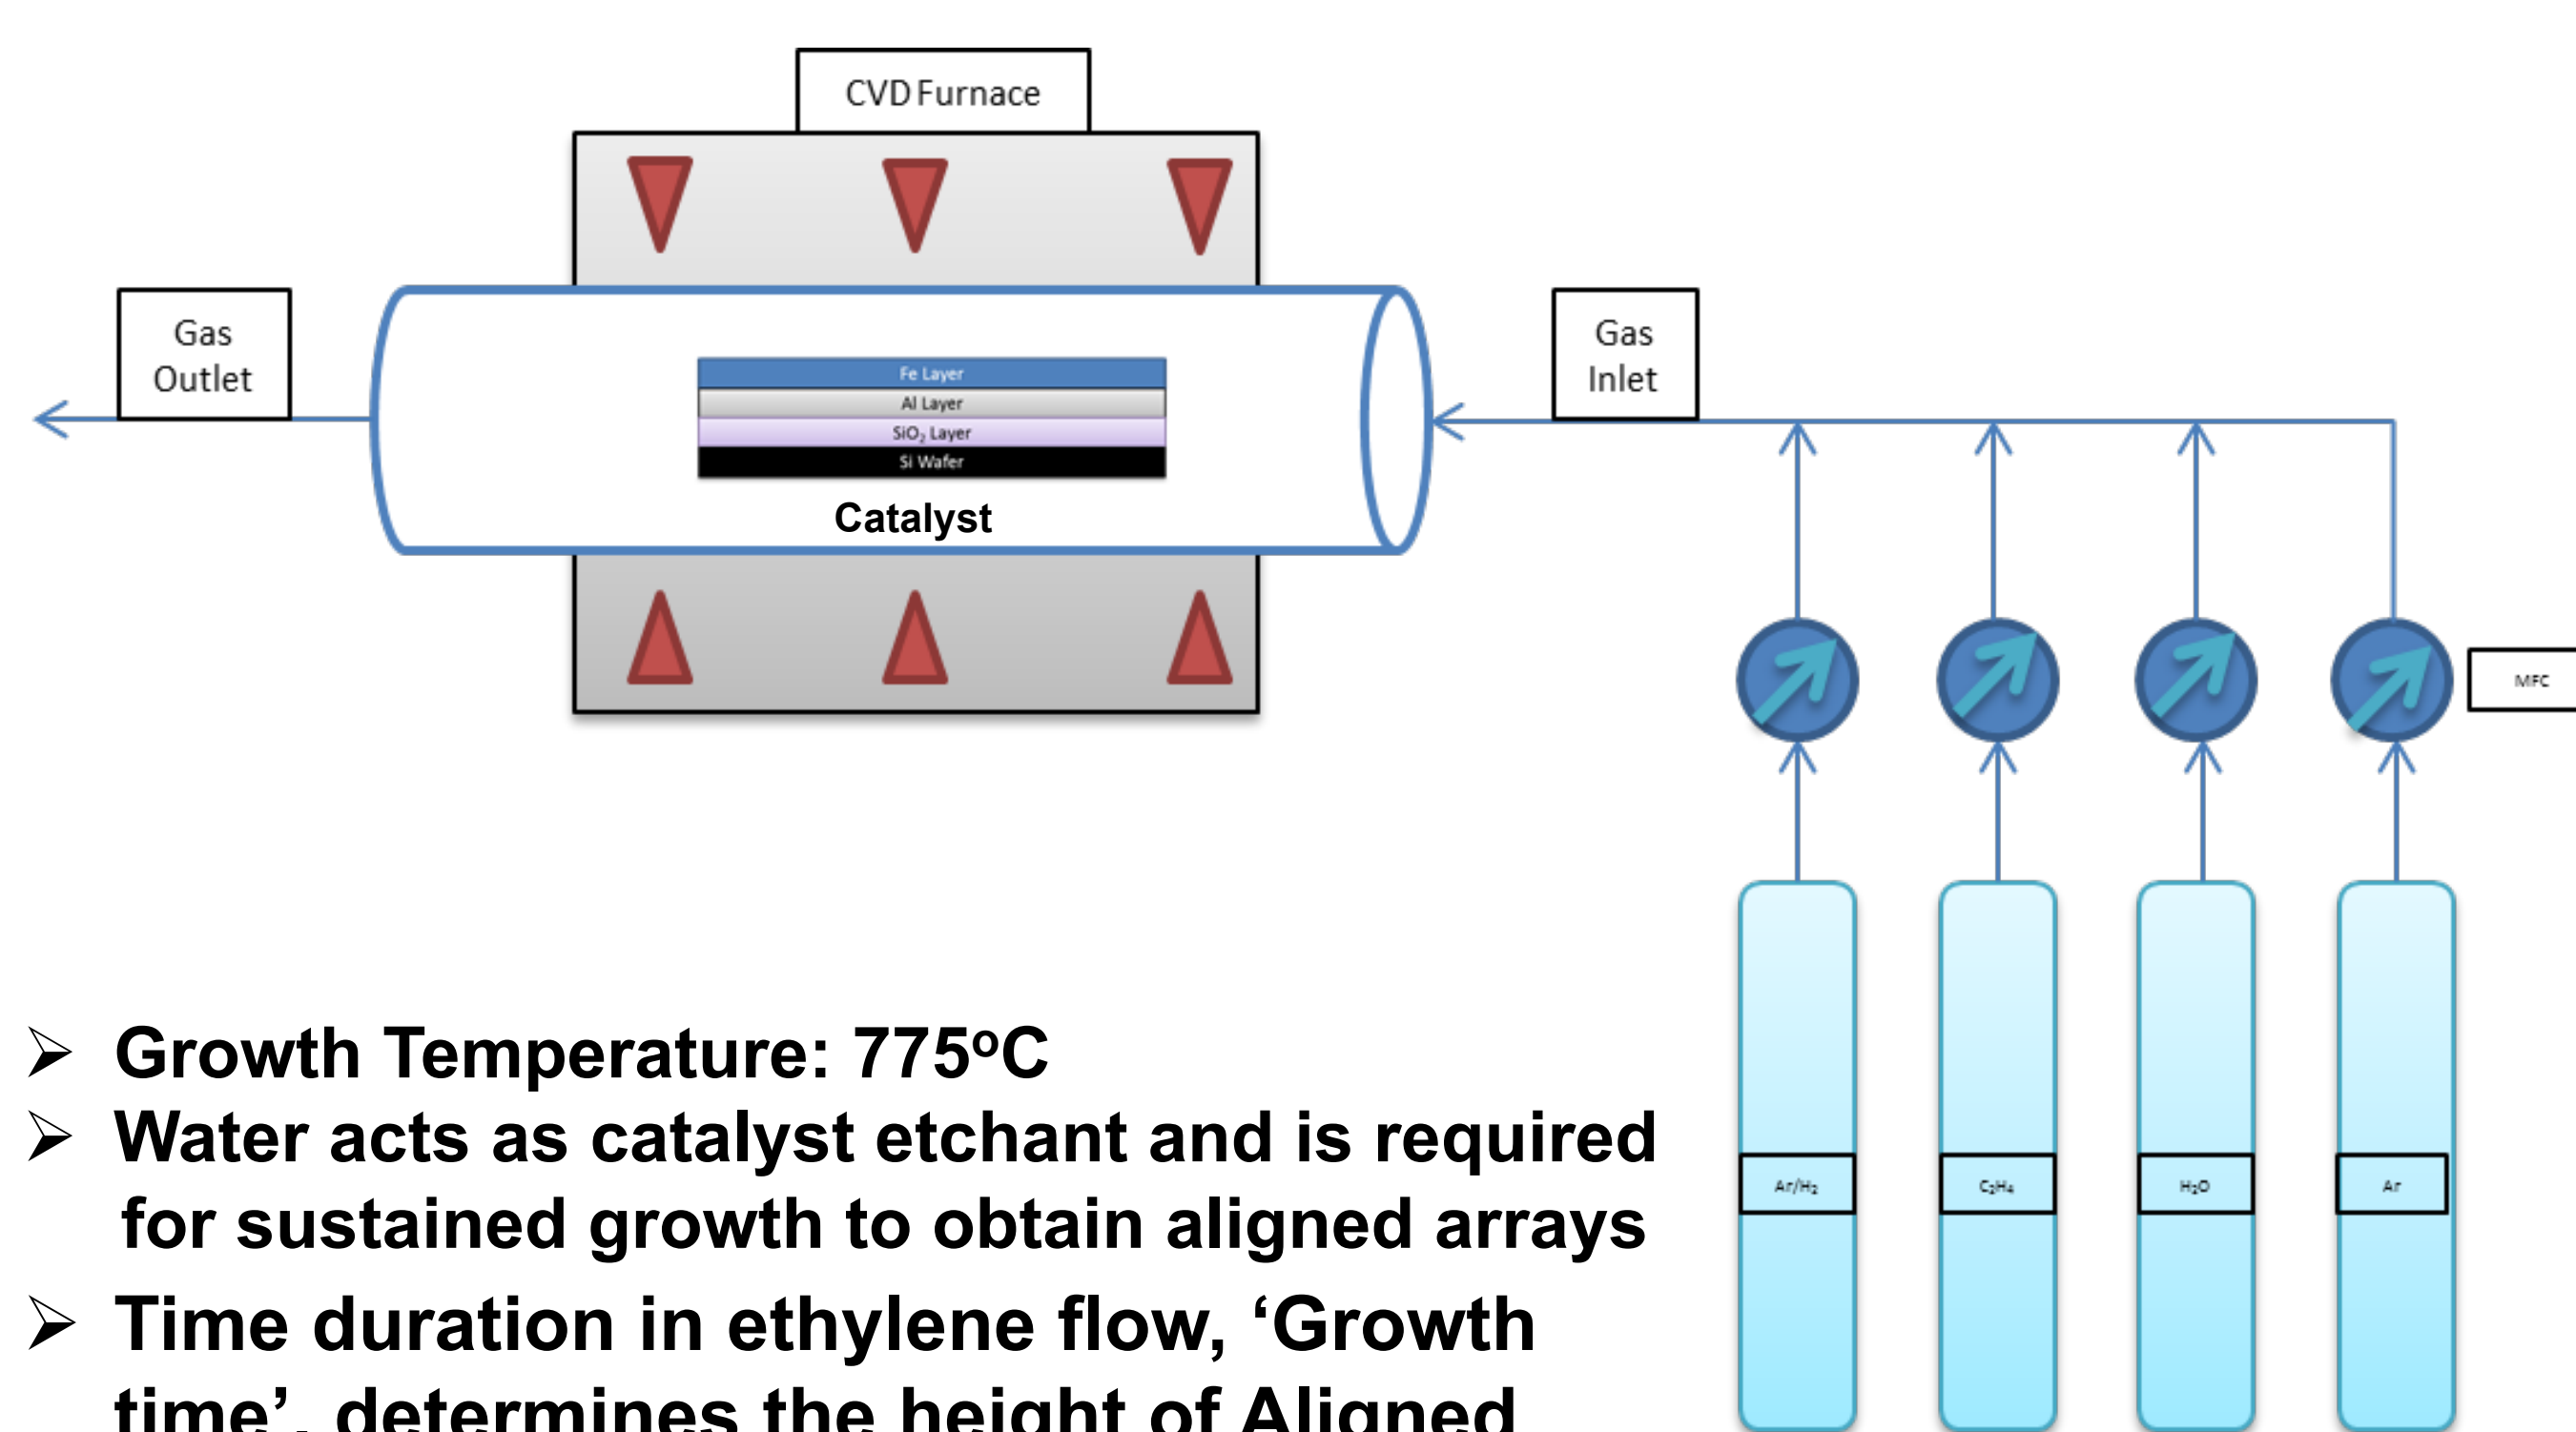 CVD Furnace
Gas
Outlet
Gas
Inlet
Fe Layer
Al Layer
SiO₂ Layer
Si Wafer
Catalyst
MFC
Ar/H₂
C₂H₄
H₂O
Ar
➢ Growth Temperature: 775ºC
➢ Water acts as catalyst etchant and is required
for sustained growth to obtain aligned arrays
➢ Time duration in ethylene flow, ‘Growth
time’, determines the height of Aligned